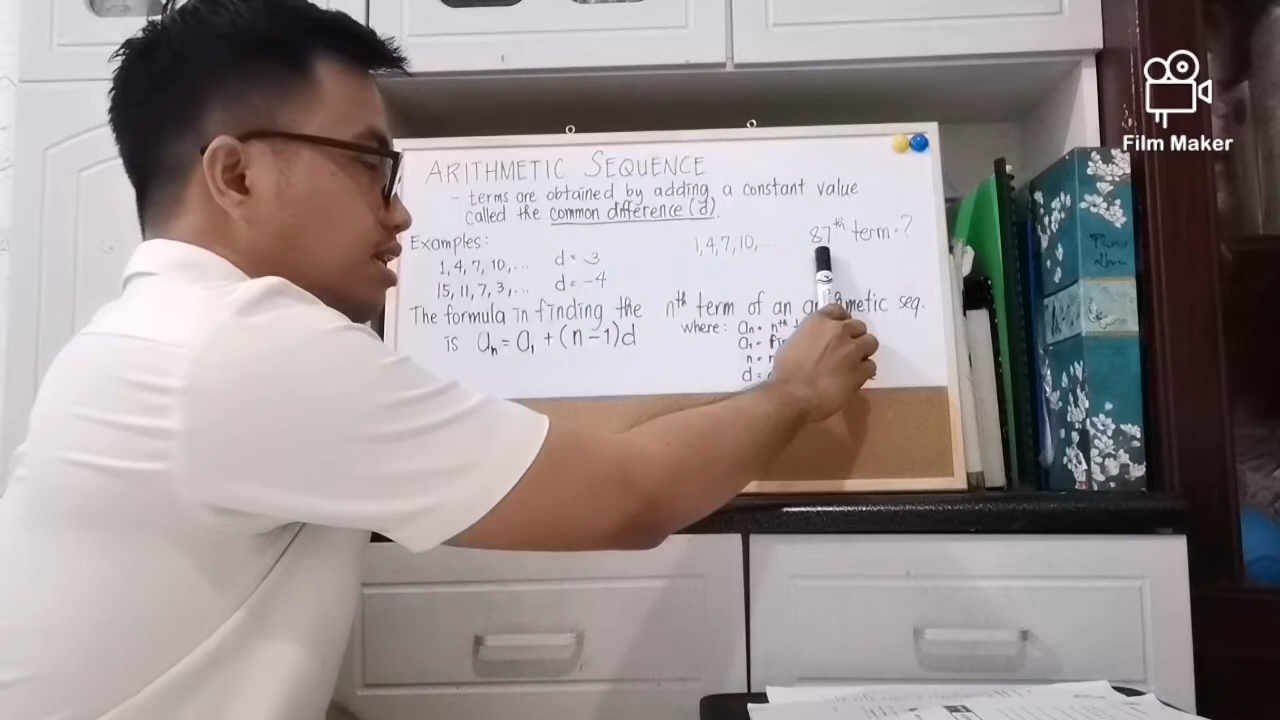 ARITHMETIC SEQUENCE
- terms are obtained by adding a constant value
called the common difference (d).
Examples:
1, 4, 7, 10, ... d = 3
15, 11, 7, 3, ... d = -4
1, 4, 7, 10, ... 87th term = ?
The formula in finding the nth term of an seq.
is an = a1 + (n-1)d
where: an = nth
a1 =
n =
d =
Film Maker